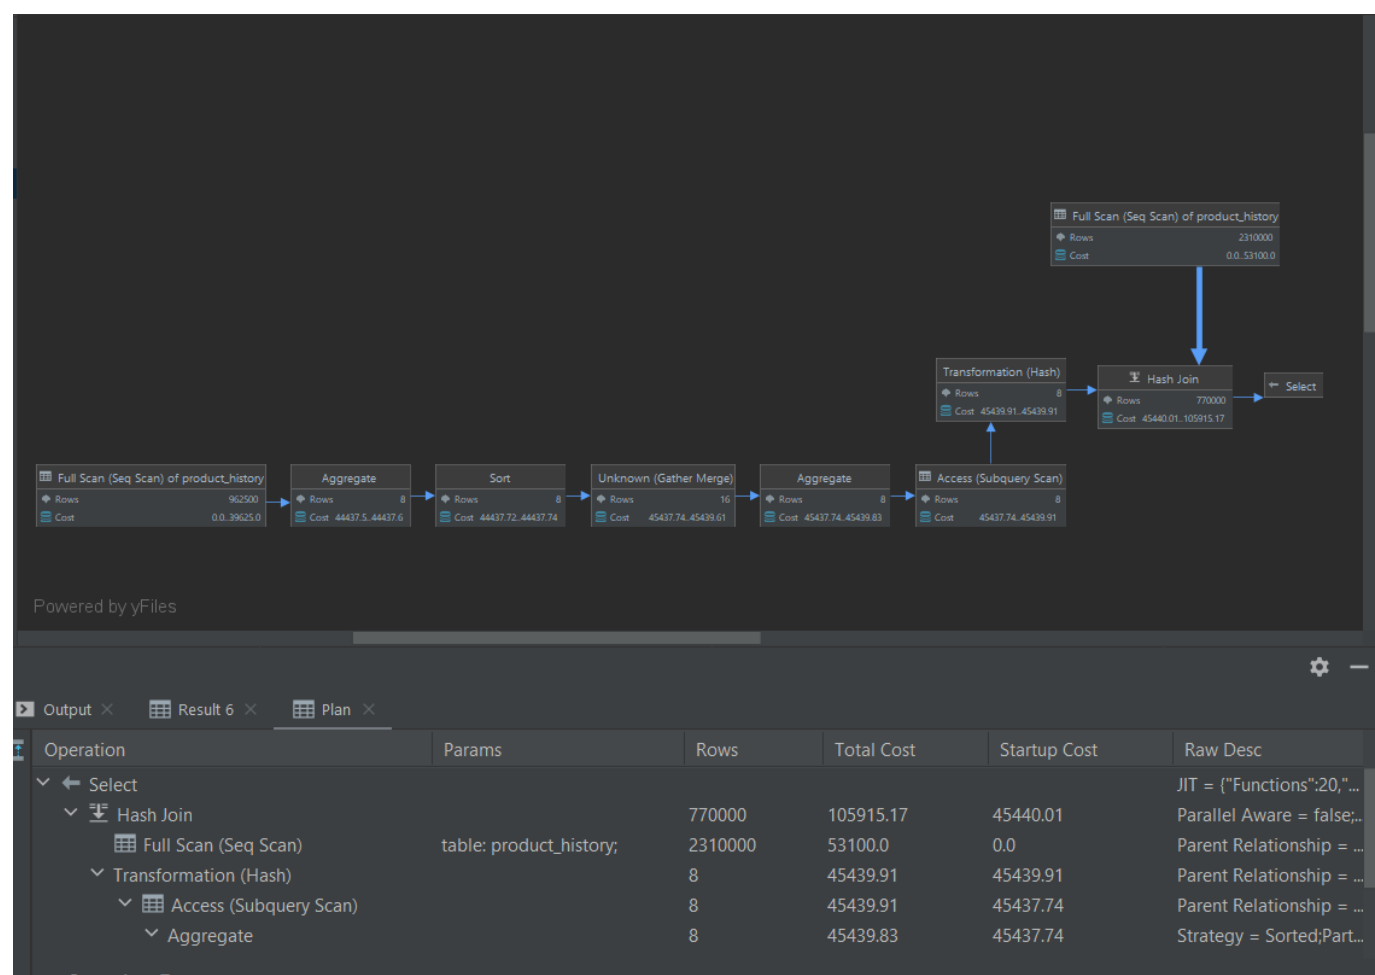 Full Scan (Seq Scan) of product_history
Rows 2310000
Cost 0.0..53100.0
Transformation (Hash)
Rows 8
Cost 45439.91..45439.91
Hash Join
Rows 770000
Cost 45440.01..105915.17
Select
Full Scan (Seq Scan) of product_history
Rows 962500
Cost 0.0..39625.0
Aggregate
Rows 8
Cost 44437.5..44437.6
Sort
Rows 8
Cost 44437.72..44437.74
Unknown (Gather Merge)
Rows 16
Cost 45437.74..45439.61
Aggregate
Rows 8
Cost 45437.74..45439.83
Access (Subquery Scan)
Rows 8
Cost 45437.74..45439.91
Powered by yFiles
Output Result 6 Plan
Operation Params Rows Total Cost Startup Cost Raw Desc
Select JIT = {"Functions":20,"...
Hash Join 770000 105915.17 45440.01 Parallel Aware = false;...
Full Scan (Seq Scan) table: product_history; 2310000 53100.0 0.0 Parent Relationship = ...
Transformation (Hash) 8 45439.91 45439.91 Parent Relationship = ...
Access (Subquery Scan) 8 45439.91 45437.74 Parent Relationship = ...
Aggregate 8 45439.83 45437.74 Strategy = Sorted;Part...